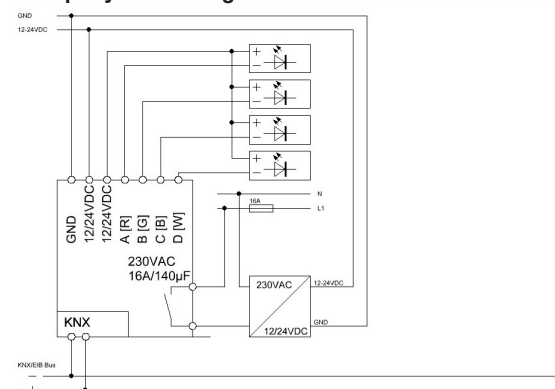 GND
12-24VDC
+
−
+
−
+
−
+
−
GND
12/24VDC
12/24VDC
A [R]
B [G]
C [B]
D [W]
N
16A
L1
230VAC
16A/140µF
230VAC
12/24VDC
12-24VDC
GND
KNX
KNX/EIB Bus